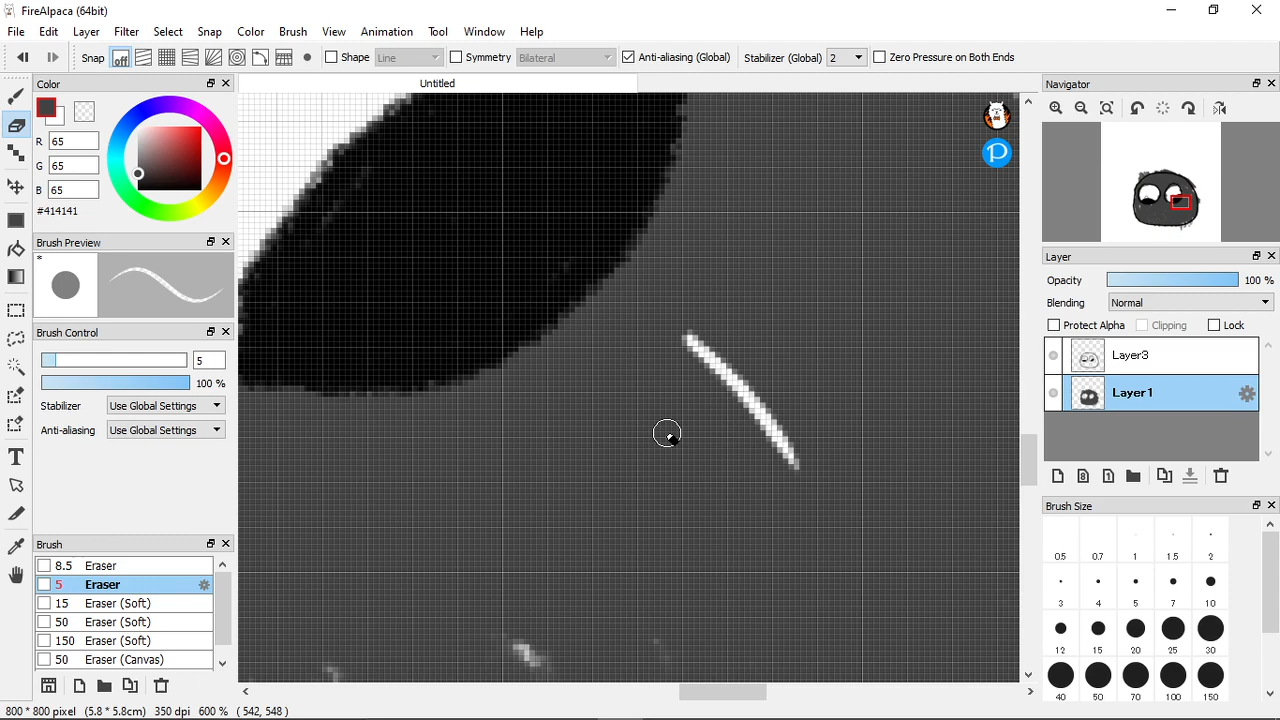 FireAlpaca (64bit)
File Edit Layer Filter Select Snap Color Brush View Animation Tool Window Help
Snap off Shape Line Symmetry Bilateral Anti-aliasing (Global) Stabilizer (Global) 2 Zero Pressure on Both Ends
Color
R 65
G 65
B 65
#414141
Brush Preview
*
Brush Control
5
100 %
Stabilizer Use Global Settings
Anti-aliasing Use Global Settings
Brush
8.5 Eraser
5 Eraser
15 Eraser (Soft)
50 Eraser (Soft)
150 Eraser (Soft)
50 Eraser (Canvas)
Untitled
P
Navigator
Layer
Opacity 100 %
Blending Normal
Protect Alpha Clipping Lock
Layer3
Layer1
8 1
Brush Size
0.5 0.7 1 1.5 2
3 4 5 7 10
12 15 20 25 30
40 50 70 100 150
T
800 * 800 pixel (5.8 * 5.8cm) 350 dpi 600 % ( 542, 548 )